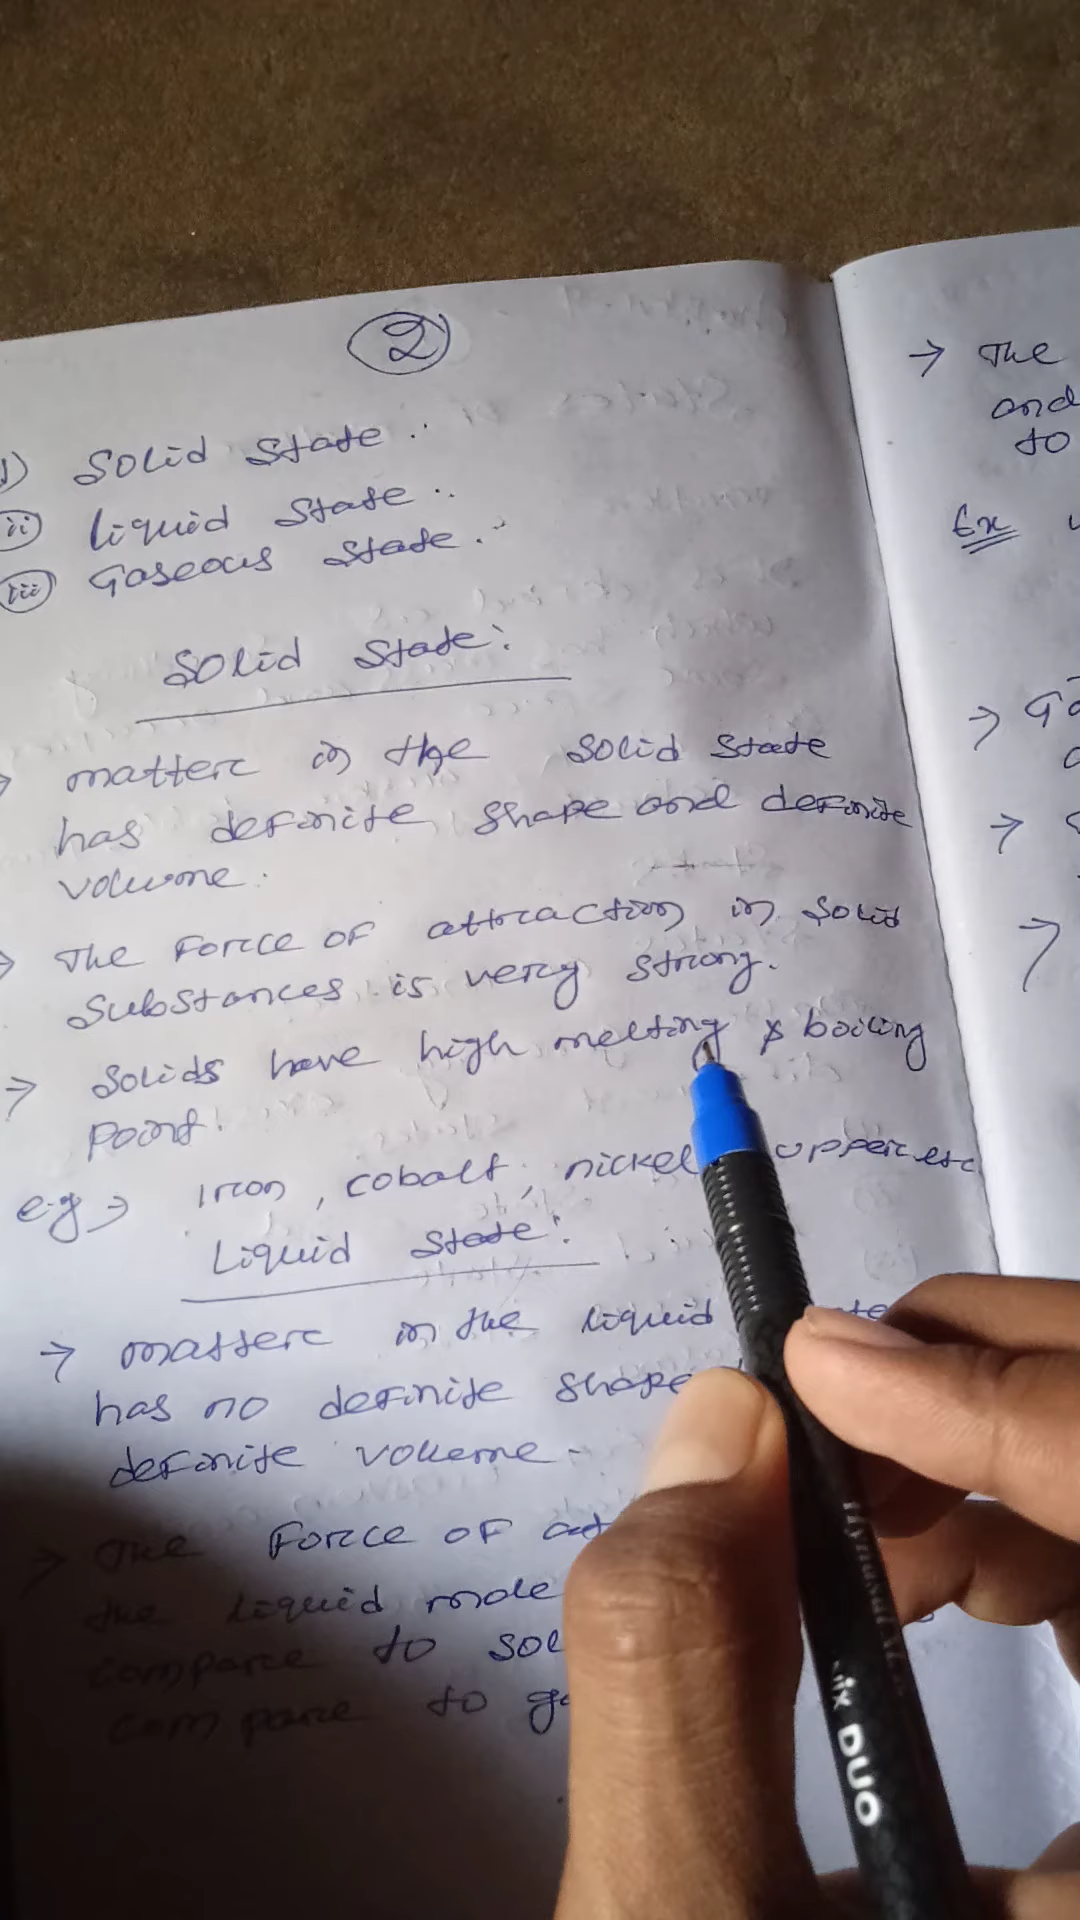 2
i) Solid State :
ii) Liquid State :
iii) Gaseous State :
Solid State:
→ matter in the Solid State
has definite shape and definite
volume.
→ The Force of attraction in Solid
Substances is very strong.
→ Solids have high melting & boiling
Point.
e.g → Iron, cobalt, nickel etc
Liquid State:
→ matter in the liquid
has no definite shape
definite volume
→ The Force of
the liquid
compare to
compare to
→ The
and
to
Ex
→
→
→
DUO